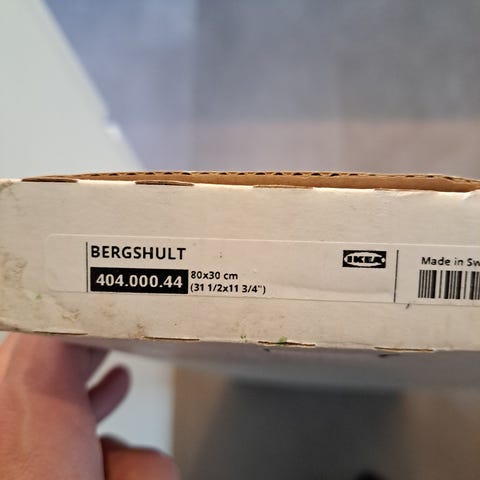 BERGSHULT
404.000.44
80x30 cm
(31 1/2x11 3/4")
IKEA
Made in Sw